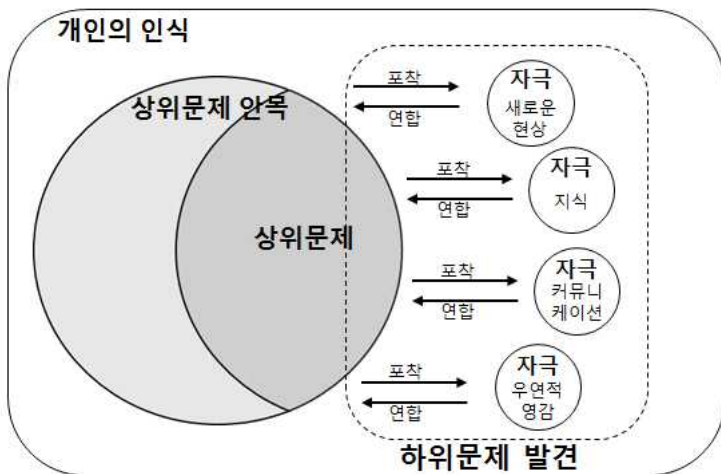 개인의 인식
상위문제 안목
상위문제
포착
연합
자극
새로운
현상
포착
연합
자극
지식
포착
연합
자극
커뮤니
케이션
포착
연합
자극
우연적
영감
하위문제 발견